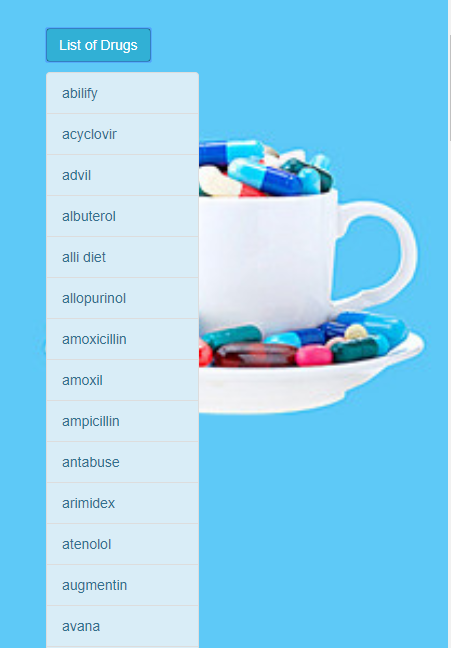 List of Drugs
abilify
acyclovir
advil
albuterol
alli diet
allopurinol
amoxicillin
amoxil
ampicillin
antabuse
arimidex
atenolol
augmentin
avana